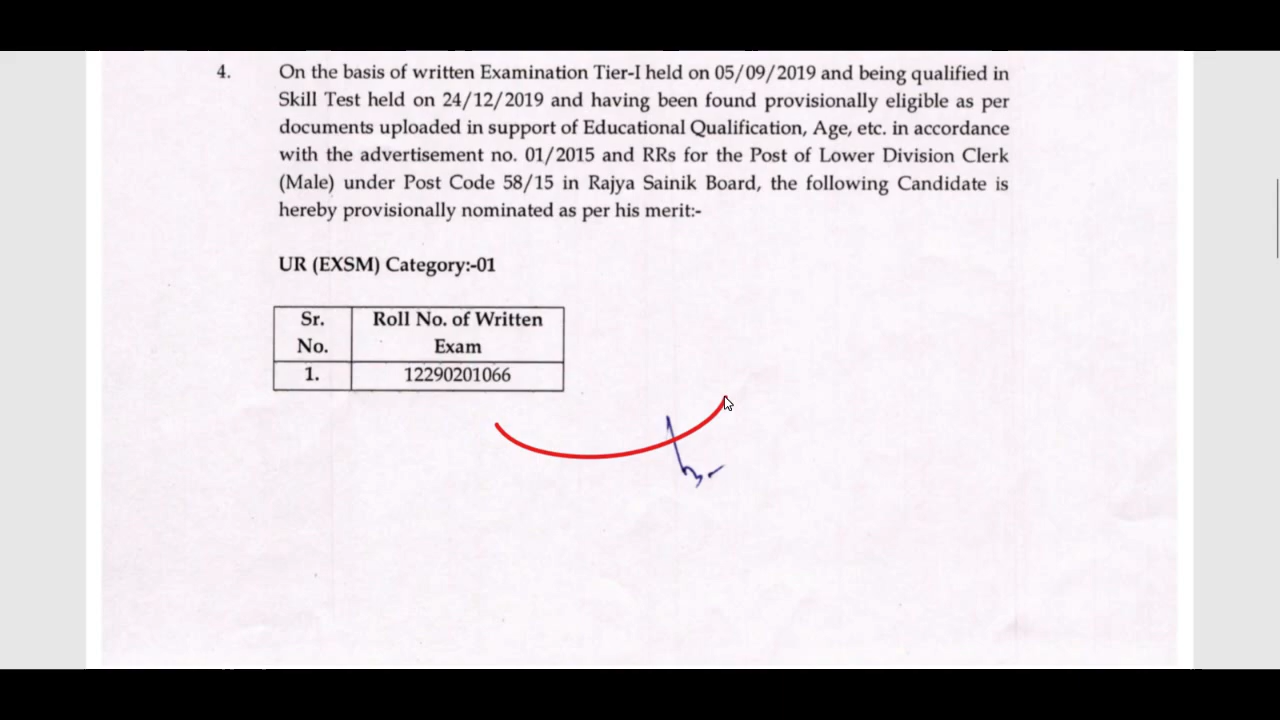 4. On the basis of written Examination Tier-I held on 05/09/2019 and being qualified in
Skill Test held on 24/12/2019 and having been found provisionally eligible as per
documents uploaded in support of Educational Qualification, Age, etc. in accordance
with the advertisement no. 01/2015 and RRs for the Post of Lower Division Clerk
(Male) under Post Code 58/15 in Rajya Sainik Board, the following Candidate is
hereby provisionally nominated as per his merit:-
UR (EXSM) Category:-01
Sr. Roll No. of Written
No. Exam
1. 12290201066